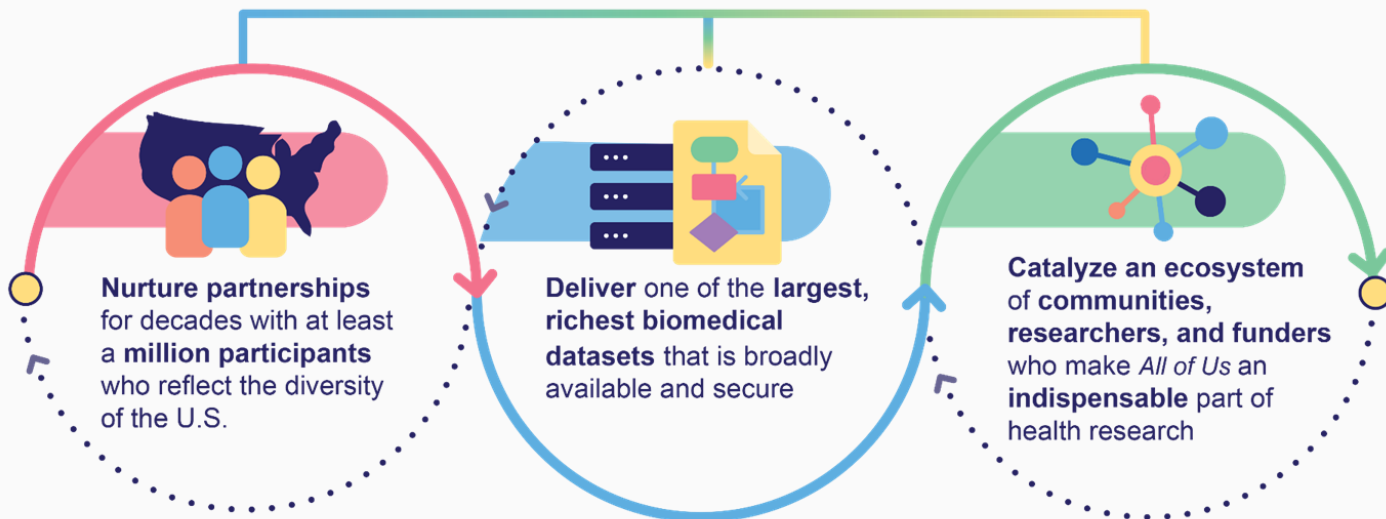 Nurture partnerships
for decades with at least
a million participants
who reflect the diversity
of the U.S.
Deliver one of the largest,
richest biomedical
datasets that is broadly
available and secure
Catalyze an ecosystem
of communities,
researchers, and funders
who make All of Us an
indispensable part of
health research